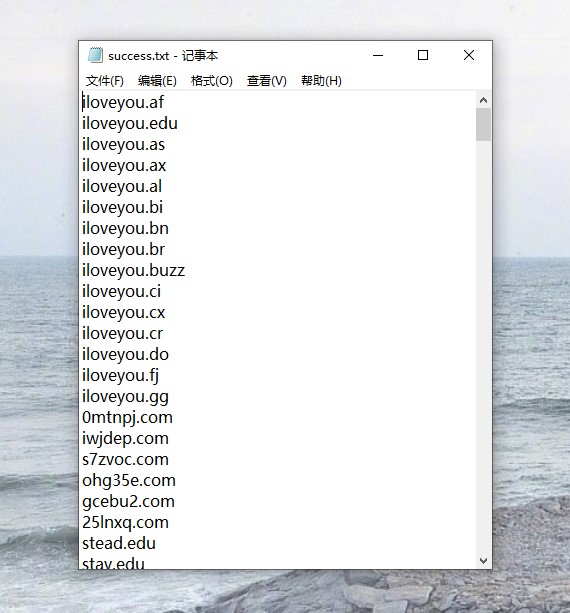 success.txt - 记事本
文件(F) 编辑(E) 格式(O) 查看(V) 帮助(H)
iloveyou.af
iloveyou.edu
iloveyou.as
iloveyou.ax
iloveyou.al
iloveyou.bi
iloveyou.bn
iloveyou.br
iloveyou.buzz
iloveyou.ci
iloveyou.cx
iloveyou.cr
iloveyou.do
iloveyou.fj
iloveyou.gg
0mtnpj.com
iwjdep.com
s7zvoc.com
ohg35e.com
gcebu2.com
25lnxq.com
stead.edu
stav.edu